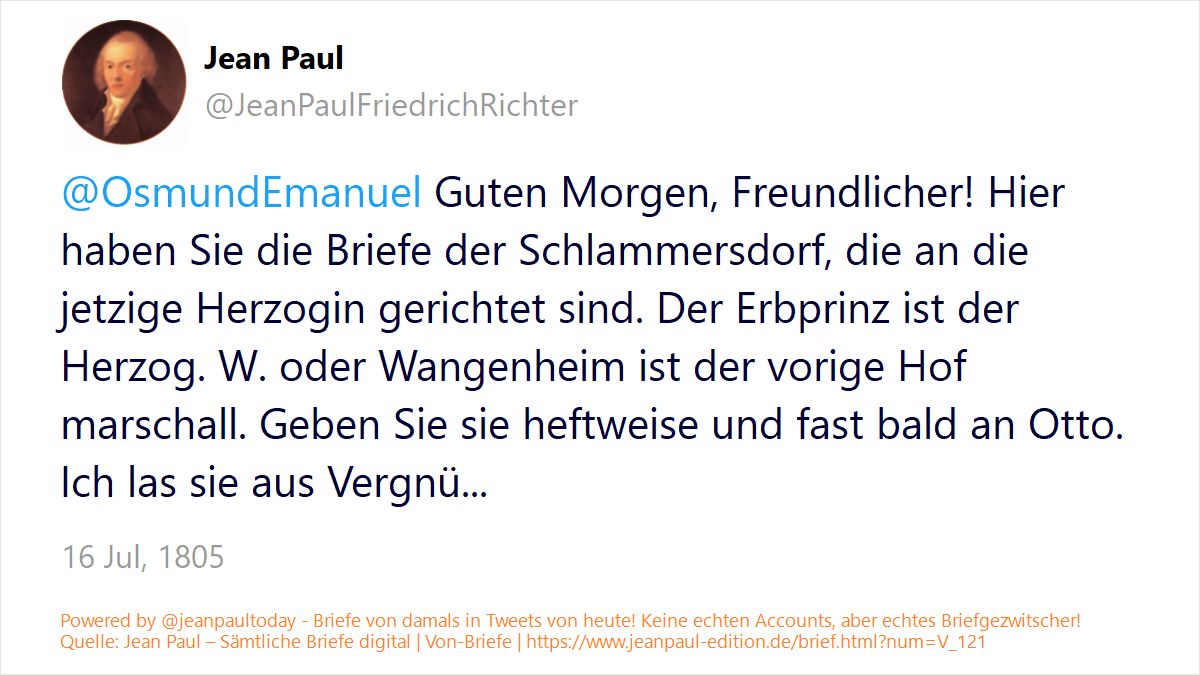 Jean Paul
@JeanPaulFriedrichRichter
@OsmundEmanuel Guten Morgen, Freundlicher! Hier
haben Sie die Briefe der Schlammersdorf, die an die
jetzige Herzogin gerichtet sind. Der Erbprinz ist der
Herzog. W. oder Wangenheim ist der vorige Hof
marschall. Geben Sie sie heftweise und fast bald an Otto.
Ich las sie aus Vergnü...
16 Jul, 1805
Powered by @jeanpaultoday - Briefe von damals in Tweets von heute! Keine echten Accounts, aber echtes Briefgezwitscher!
Quelle: Jean Paul – Sämtliche Briefe digital | Von-Briefe | https://www.jeanpaul-edition.de/brief.html?num=V_121